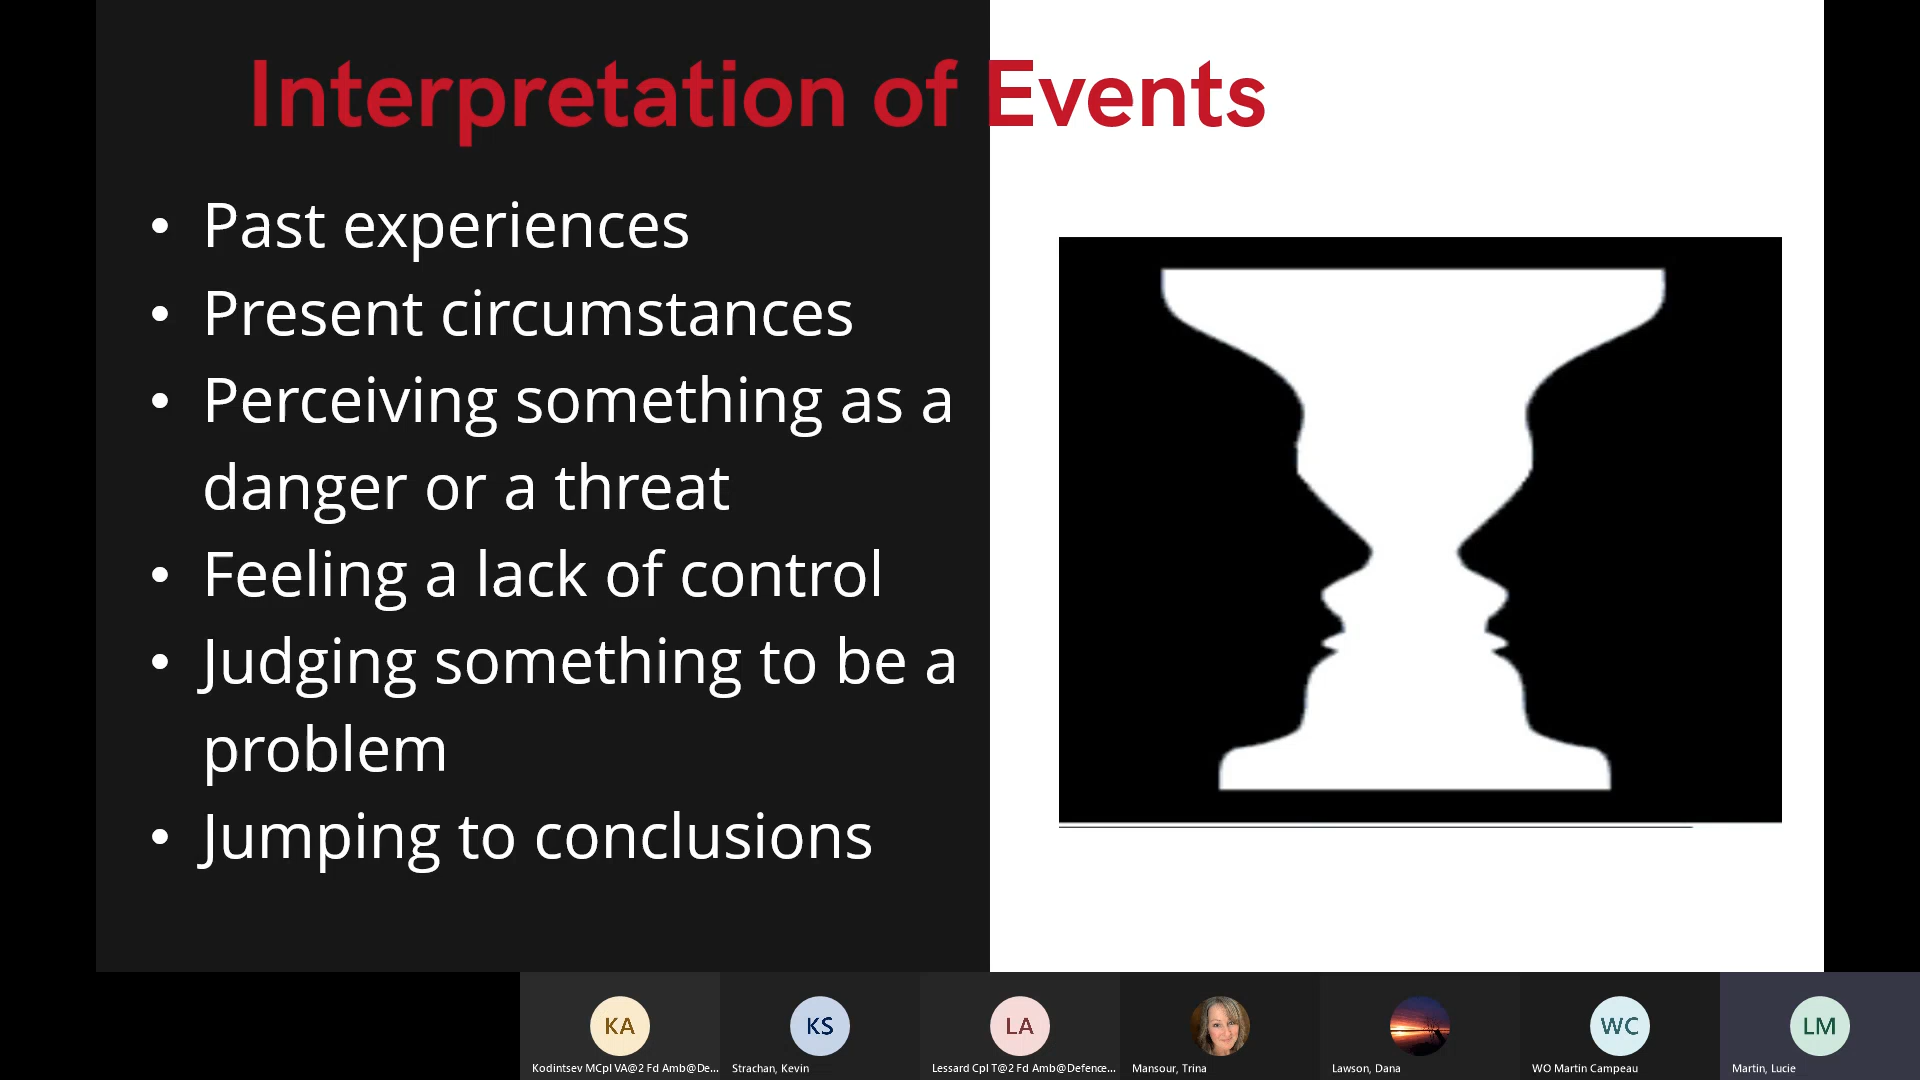 Interpretation of Events
• Past experiences
• Present circumstances
• Perceiving something as a
danger or a threat
• Feeling a lack of control
• Judging something to be a
problem
• Jumping to conclusions
KA
KS
LA
WC
LM
Kodintsev MCpl VA@2 Fd Amb@De...
Strachan, Kevin
Lessard Cpl T@2 Fd Amb@Defence...
Mansour, Trina
Lawson, Dana
WO Martin Campeau
Martin, Lucie